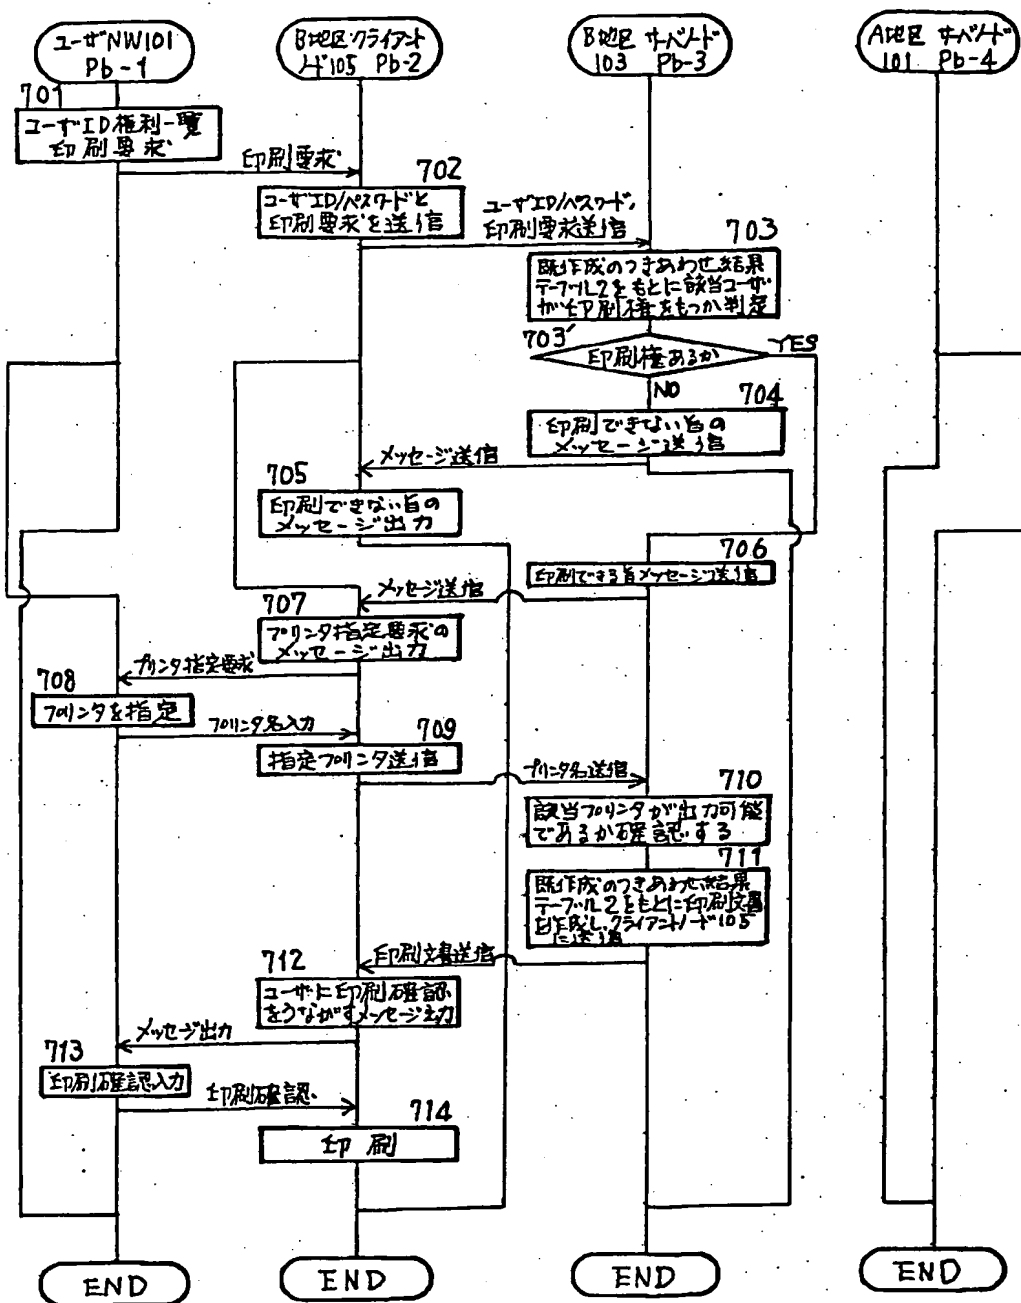 ユーザNW101
Pb-1
B地区クライアント
ノード105 Pb-2
B地区 サーバノード
103 Pb-3
A地区 サーバノード
101 Pb-4
701
ユーザID権利一覧
印刷要求
印刷要求
702
ユーザID/パスワードと
印刷要求を送信
ユーザID/パスワード,
印刷要求送信
703
既作成のつきあわせ結果
テーブル2をもとに該当ユーザ
が印刷権をもつか判定
703'
印刷権あるか
YES
NO
704
印刷できない旨の
メッセージ送信
メッセージ送信
705
印刷できない旨の
メッセージ出力
706
印刷できる旨メッセージ送信
メッセージ送信
707
プリンタ指定要求の
メッセージ出力
プリンタ指定要求
708
プリンタを指定
プリンタ名入力
709
指定プリンタ送信
プリンタ名送信
710
該当プリンタが出力可能
であるか確認する
711
既作成のつきあわせ結果
テーブル2をもとに印刷文書
を作成し、クライアントノード105
に送信
印刷文書送信
712
ユーザに印刷確認
をうながすメッセージ出力
メッセージ出力
713
印刷確認入力
印刷確認
714
印刷
END
END
END
END